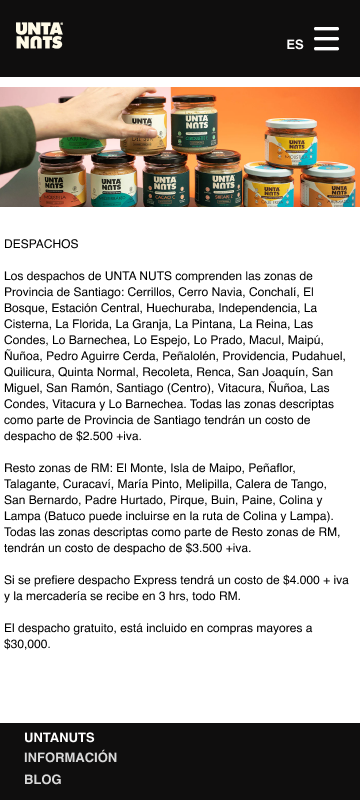 UNTA
NUTS
ES
UNTA
NUTS
DESPACHOS
Los despachos de UNTA NUTS comprenden las zonas de
Provincia de Santiago: Cerrillos, Cerro Navia, Conchalí, El
Bosque, Estación Central, Huechuraba, Independencia, La
Cisterna, La Florida, La Granja, La Pintana, La Reina, Las
Condes, Lo Barnechea, Lo Espejo, Lo Prado, Macul, Maipú,
Ñuñoa, Pedro Aguirre Cerda, Peñalolén, Providencia, Pudahuel,
Quilicura, Quinta Normal, Recoleta, Renca, San Joaquín, San
Miguel, San Ramón, Santiago (Centro), Vitacura, Ñuñoa, Las
Condes, Vitacura y Lo Barnechea. Todas las zonas descriptas
como parte de Provincia de Santiago tendrán un costo de
despacho de $2.500 +iva.
Resto zonas de RM: El Monte, Isla de Maipo, Peñaflor,
Talagante, Curacaví, María Pinto, Melipilla, Calera de Tango,
San Bernardo, Padre Hurtado, Pirque, Buin, Paine, Colina y
Lampa (Batuco puede incluirse en la ruta de Colina y Lampa).
Todas las zonas descriptas como parte de Resto zonas de RM,
tendrán un costo de despacho de $3.500 +iva.
Si se prefiere despacho Express tendrá un costo de $4.000 + iva
y la mercadería se recibe en 3 hrs, todo RM.
El despacho gratuito, está incluido en compras mayores a
$30,000.
UNTANUTS
INFORMACIÓN
BLOG